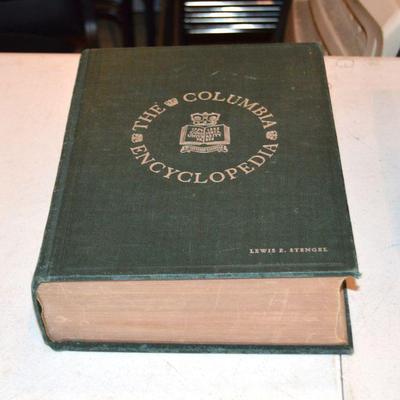 THE COLUMBIA
ENCYCLOPEDIA
LEWIS E. STENGEL